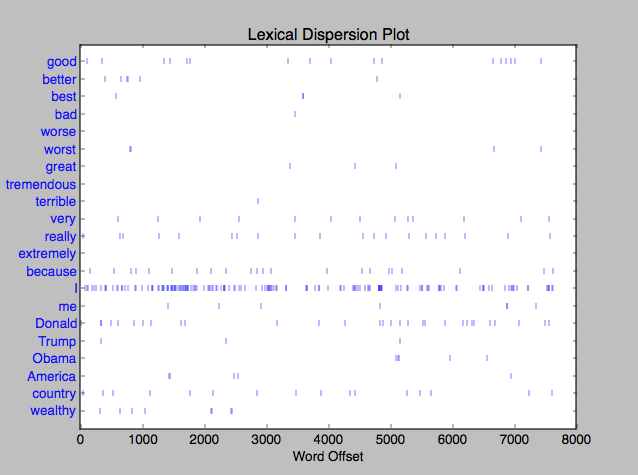 Lexical Dispersion Plot
good
better
best
bad
worse
worst
great
tremendous
terrible
very
really
extremely
because
I
me
Donald
Trump
Obama
America
country
wealthy
0 1000 2000 3000 4000 5000 6000 7000 8000
Word Offset